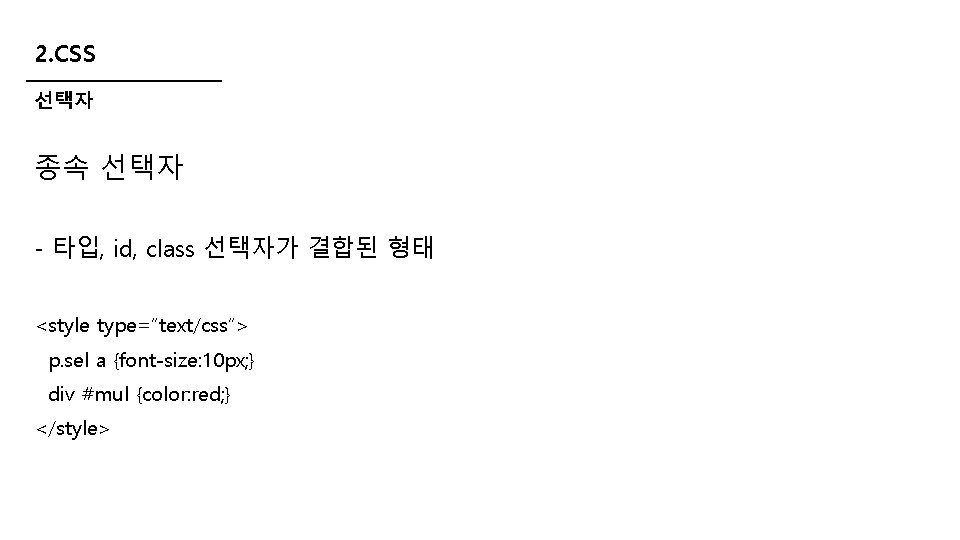 2.CSS
선택자
종속 선택자
- 타입, id, class 선택자가 결합된 형태
<style type=“text/css”>
p.sel a {font-size:10px;}
div #mul {color:red;}
</style>